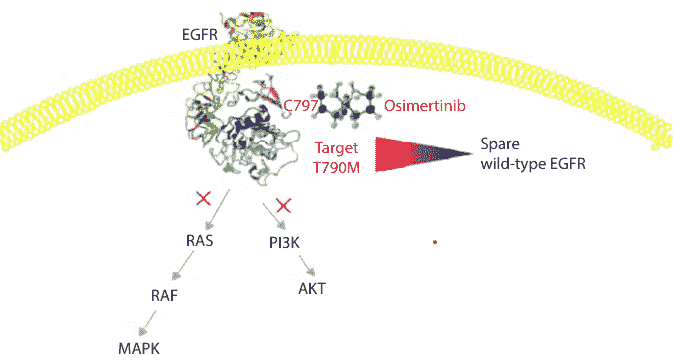 EGFR
C797
Osimertinib
Target
T790M
Spare
wild-type EGFR
RAS
PI3K
RAF
AKT
MAPK